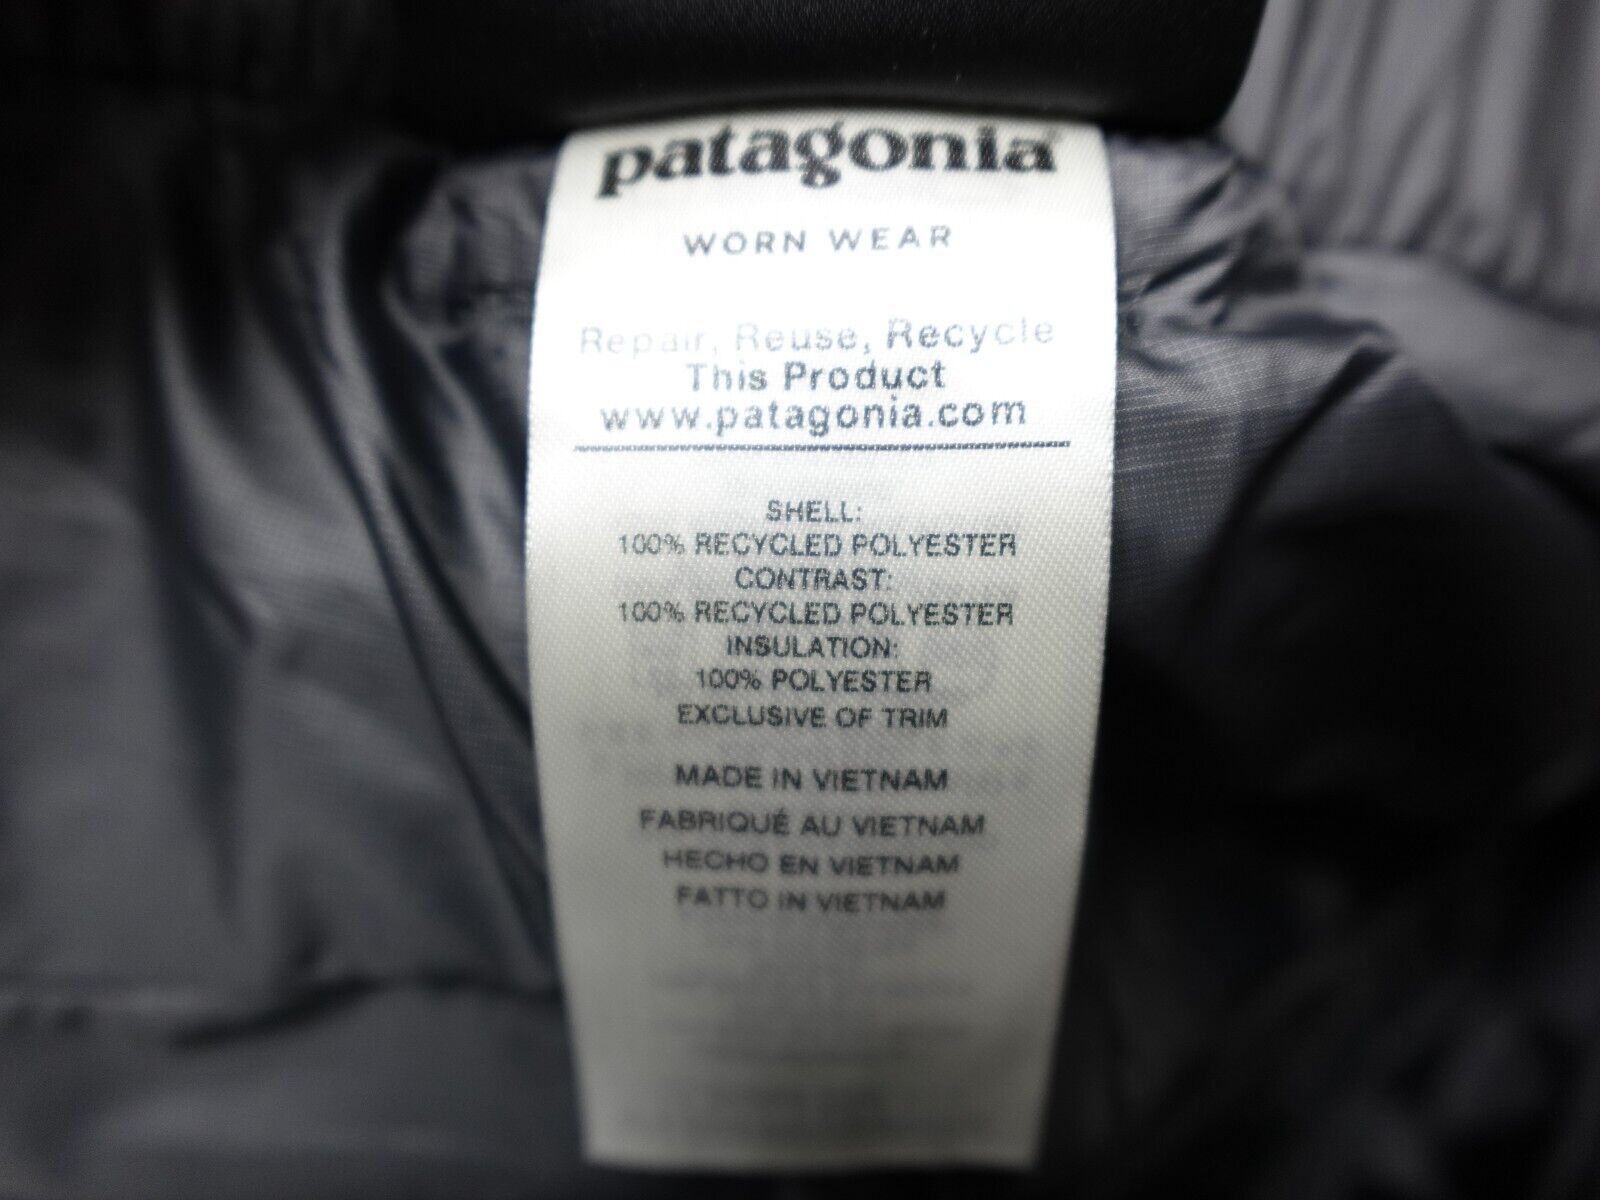 patagonia®
WORN WEAR
Repair, Reuse, Recycle
This Product
www.patagonia.com
SHELL:
100% RECYCLED POLYESTER
CONTRAST:
100% RECYCLED POLYESTER
INSULATION:
100% POLYESTER
EXCLUSIVE OF TRIM
MADE IN VIETNAM
FABRIQUÉ AU VIETNAM
HECHO EN VIETNAM
FATTO IN VIETNAM